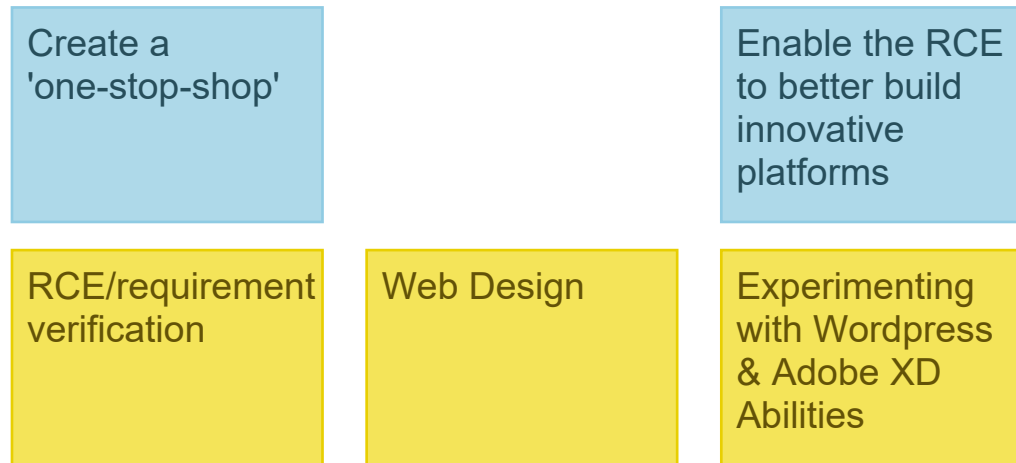 Create a
'one-stop-shop'
Enable the RCE
to better build
innovative
platforms
RCE/requirement
verification
Web Design
Experimenting
with Wordpress
& Adobe XD
Abilities